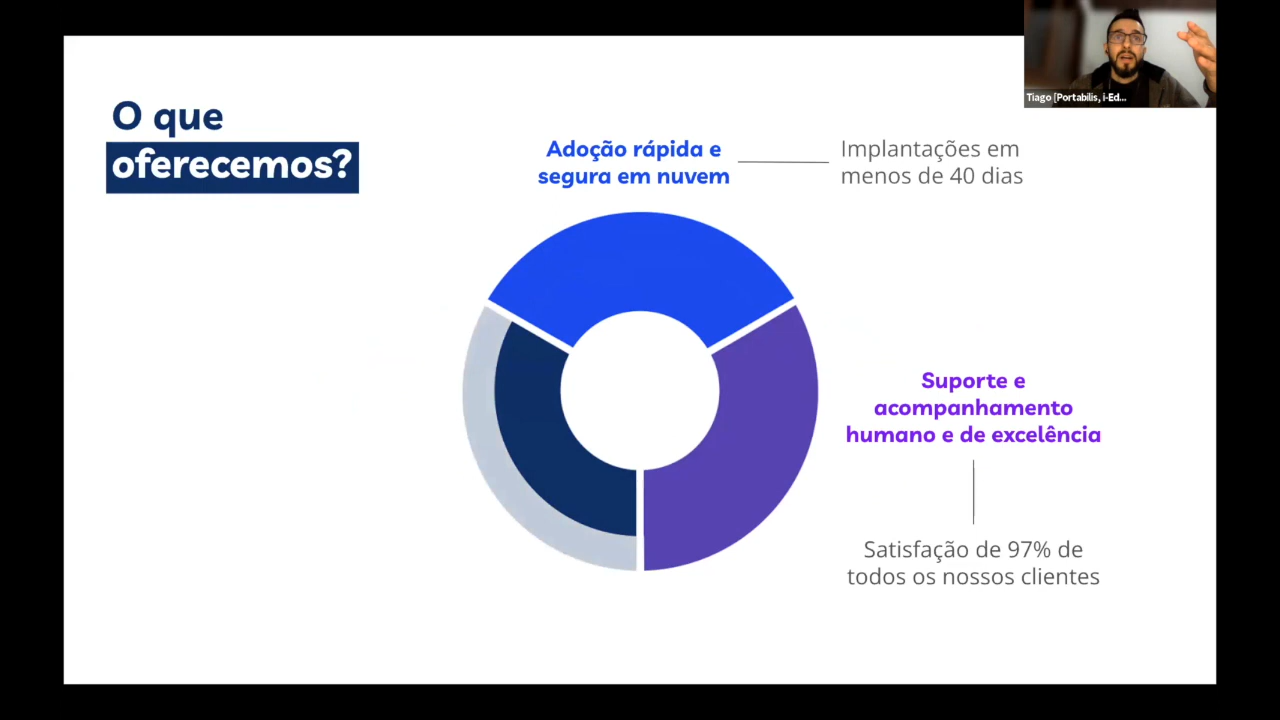 O que
oferecemos?
Adoção rápida e
segura em nuvem
Implantações em
menos de 40 dias
Suporte e
acompanhamento
humano e de excelência
Satisfação de 97% de
todos os nossos clientes
Tiago [Portabilis, i-Ed...